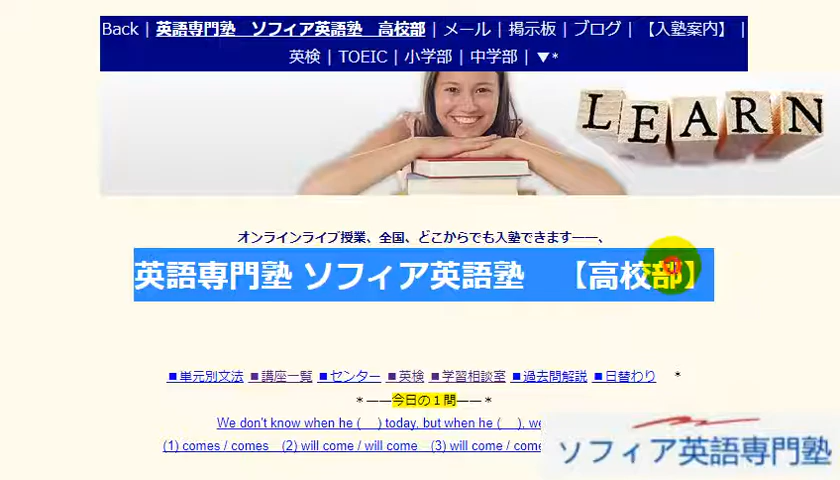 Back | 英語専門塾　ソフィア英語塾　高校部 | メール | 掲示板 | ブログ | 【入塾案内】 |
英検 | TOEIC | 小学部 | 中学部 | ▼*
LEARN
オンラインライブ授業、全国、どこからでも入塾できます――、
英語専門塾 ソフィア英語塾　【高校部】
■単元別文法 ■講座一覧 ■センター ■英検 ■学習相談室 ■過去問解説 ■日替わり　*
*――今日の１問――*
We don't know when he (　) today, but when he (　), we
(1) comes / comes　(2) will come / will come　(3) will come / come
ソフィア英語専門塾